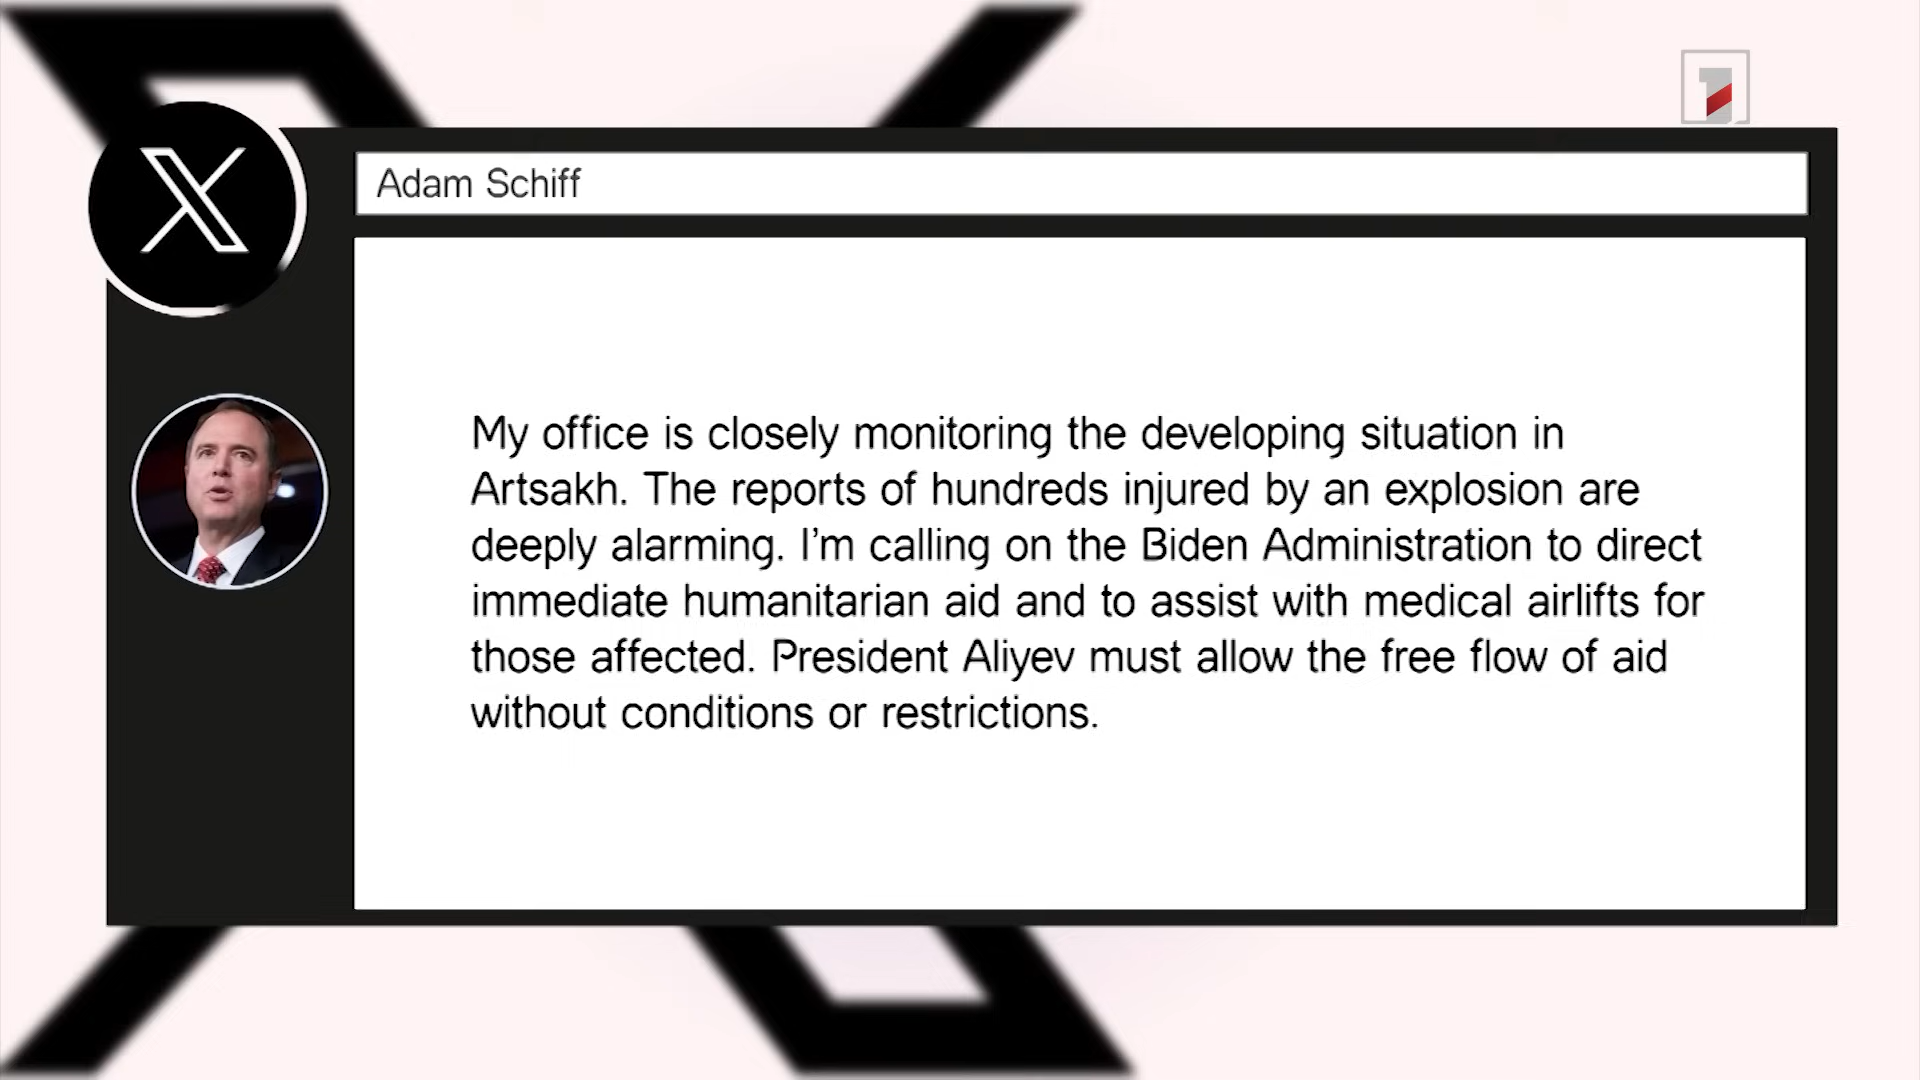 Adam Schiff
My office is closely monitoring the developing situation in
Artsakh. The reports of hundreds injured by an explosion are
deeply alarming. I'm calling on the Biden Administration to direct
immediate humanitarian aid and to assist with medical airlifts for
those affected. President Aliyev must allow the free flow of aid
without conditions or restrictions.